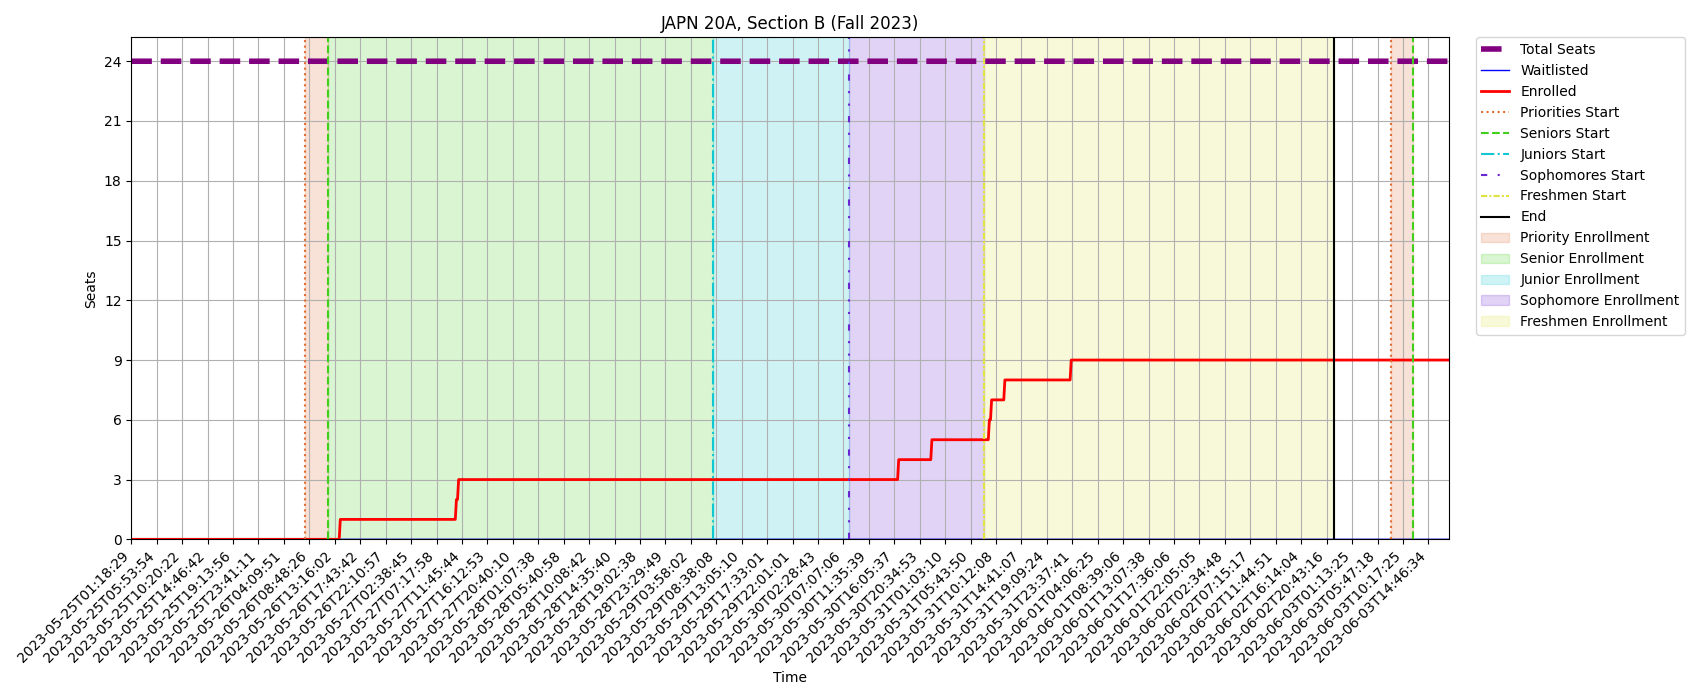 JAPN 20A, Section B (Fall 2023)
Seats
24
21
18
15
12
9
6
3
0
2023-05-25T01:18:29
2023-05-25T05:53:54
2023-05-25T10:20:22
2023-05-25T14:46:42
2023-05-25T19:13:56
2023-05-25T23:41:11
2023-05-26T04:09:51
2023-05-26T08:48:26
2023-05-26T13:16:02
2023-05-26T17:43:42
2023-05-26T22:10:57
2023-05-27T02:38:45
2023-05-27T07:17:58
2023-05-27T11:45:44
2023-05-27T16:12:53
2023-05-27T20:40:10
2023-05-28T01:07:38
2023-05-28T05:40:58
2023-05-28T10:08:42
2023-05-28T14:35:40
2023-05-28T19:02:38
2023-05-28T23:29:49
2023-05-29T03:58:02
2023-05-29T08:38:08
2023-05-29T13:05:10
2023-05-29T17:33:01
2023-05-29T22:01:01
2023-05-30T02:28:43
2023-05-30T07:07:06
2023-05-30T11:35:39
2023-05-30T16:05:37
2023-05-30T20:34:53
2023-05-31T01:03:10
2023-05-31T05:43:50
2023-05-31T10:12:08
2023-05-31T14:41:07
2023-05-31T19:09:24
2023-05-31T23:37:41
2023-06-01T04:06:25
2023-06-01T08:39:06
2023-06-01T13:07:38
2023-06-01T17:36:06
2023-06-01T22:05:05
2023-06-02T02:34:48
2023-06-02T07:15:17
2023-06-02T11:44:51
2023-06-02T16:14:04
2023-06-02T20:43:16
2023-06-03T01:13:25
2023-06-03T05:47:18
2023-06-03T10:17:25
2023-06-03T14:46:34
Time
Total Seats
Waitlisted
Enrolled
Priorities Start
Seniors Start
Juniors Start
Sophomores Start
Freshmen Start
End
Priority Enrollment
Senior Enrollment
Junior Enrollment
Sophomore Enrollment
Freshmen Enrollment